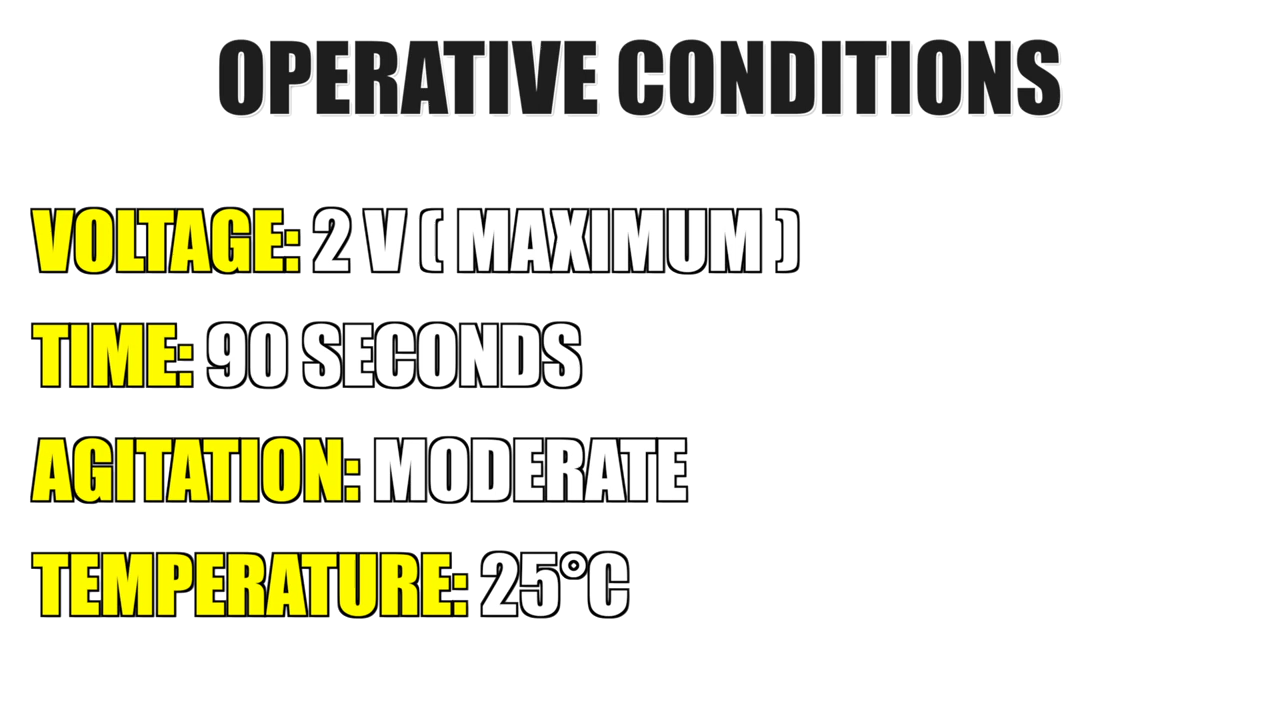 OPERATIVE CONDITIONS
VOLTAGE: 2 V ( MAXIMUM )
TIME: 90 SECONDS
AGITATION: MODERATE
TEMPERATURE: 25°C